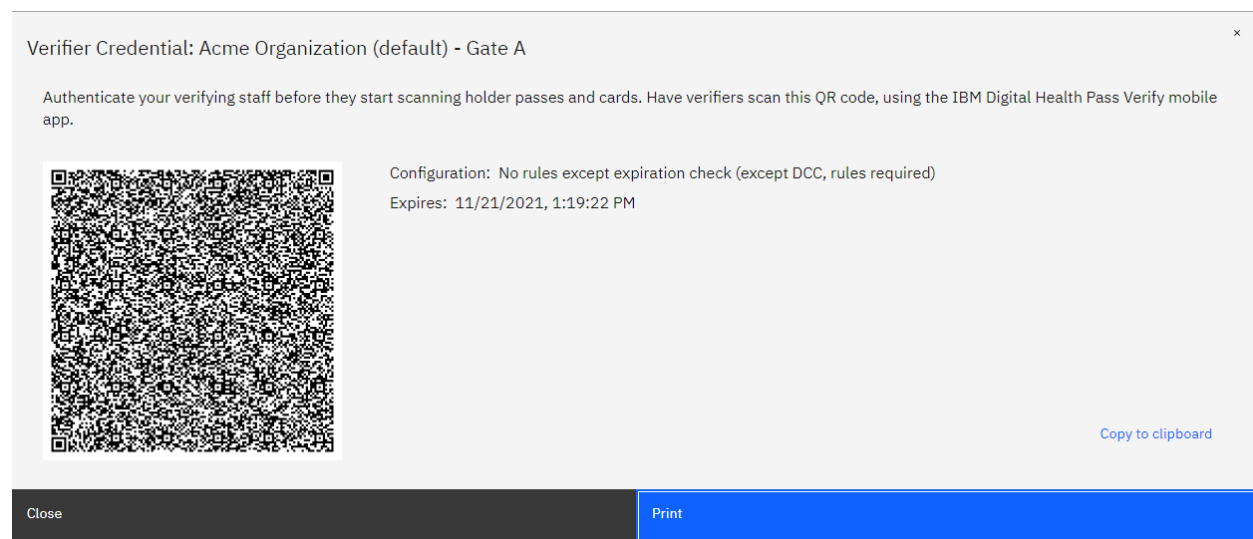 Verifier Credential: Acme Organization (default) - Gate A
×
Authenticate your verifying staff before they start scanning holder passes and cards. Have verifiers scan this QR code, using the IBM Digital Health Pass Verify mobile
app.
Configuration: No rules except expiration check (except DCC, rules required)
Expires: 11/21/2021, 1:19:22 PM
Copy to clipboard
Close
Print